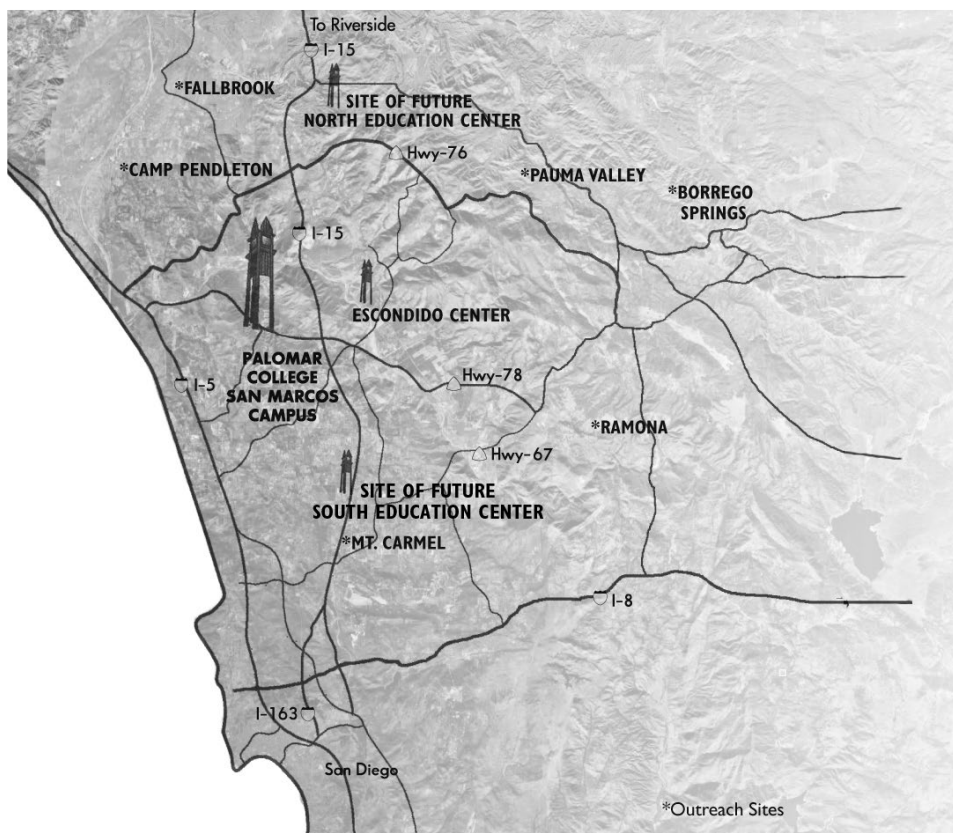 To Riverside
I-15
*FALLBROOK
SITE OF FUTURE
NORTH EDUCATION CENTER
Hwy-76
*CAMP PENDLETON
*PAUMA VALLEY
*BORREGO
SPRINGS
I-15
ESCONDIDO CENTER
PALOMAR
COLLEGE
SAN MARCOS
CAMPUS
I-5
Hwy-78
*RAMONA
Hwy-67
SITE OF FUTURE
SOUTH EDUCATION CENTER
*MT. CARMEL
I-8
I-163
San Diego
*Outreach Sites